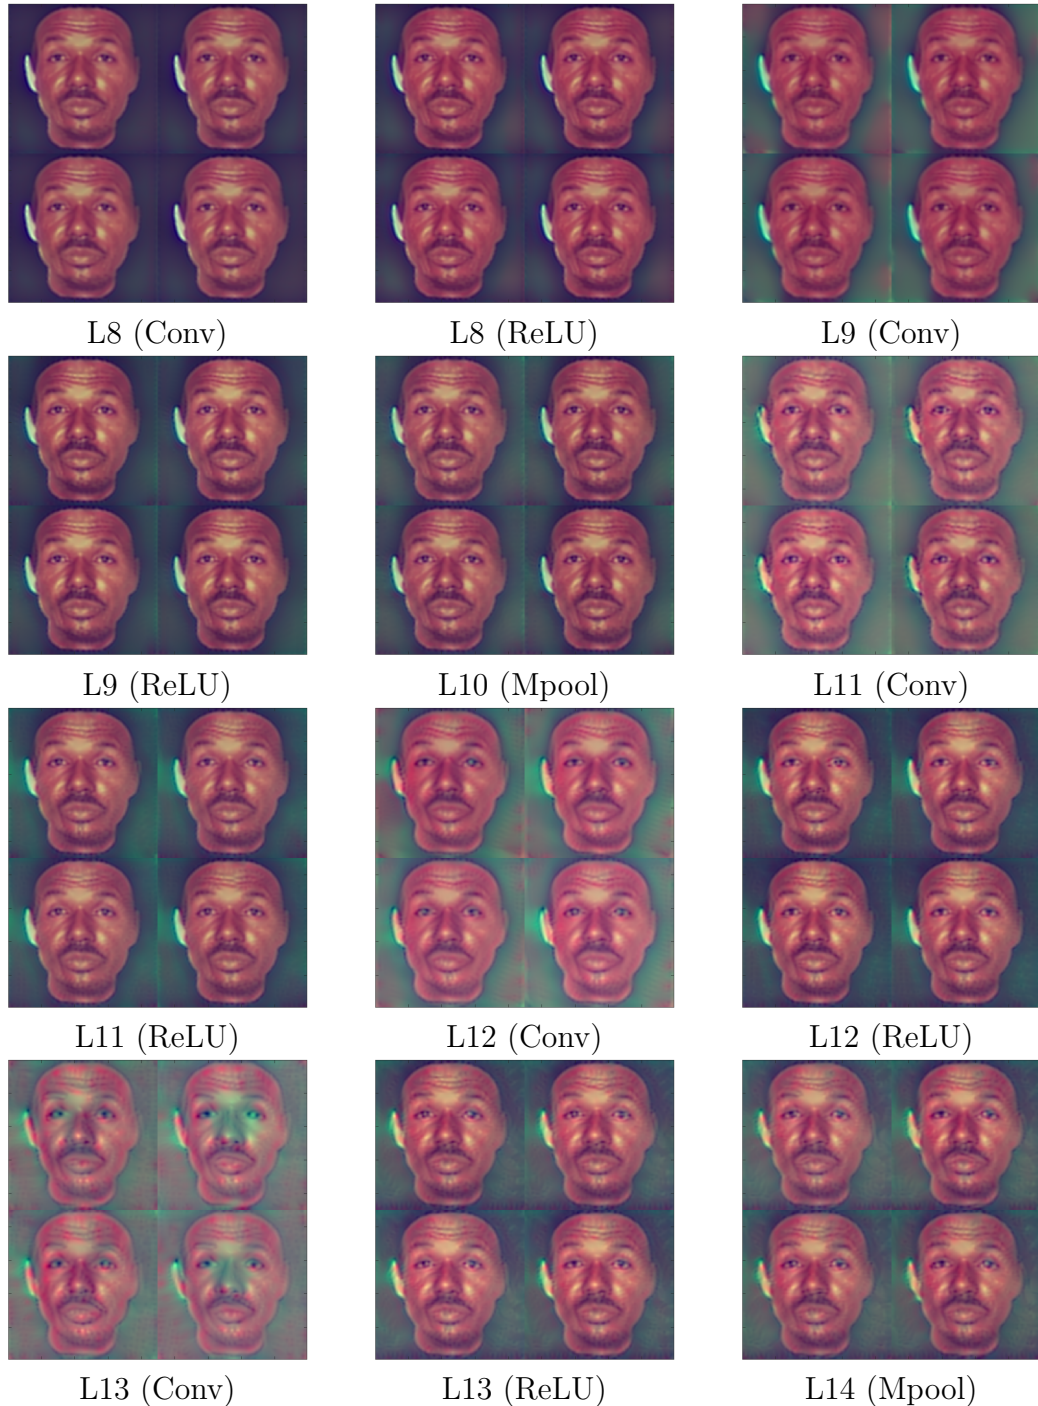 L8 (Conv) L8 (ReLU) L9 (Conv)
L9 (ReLU) L10 (Mpool) L11 (Conv)
L11 (ReLU) L12 (Conv) L12 (ReLU)
L13 (Conv) L13 (ReLU) L14 (Mpool)